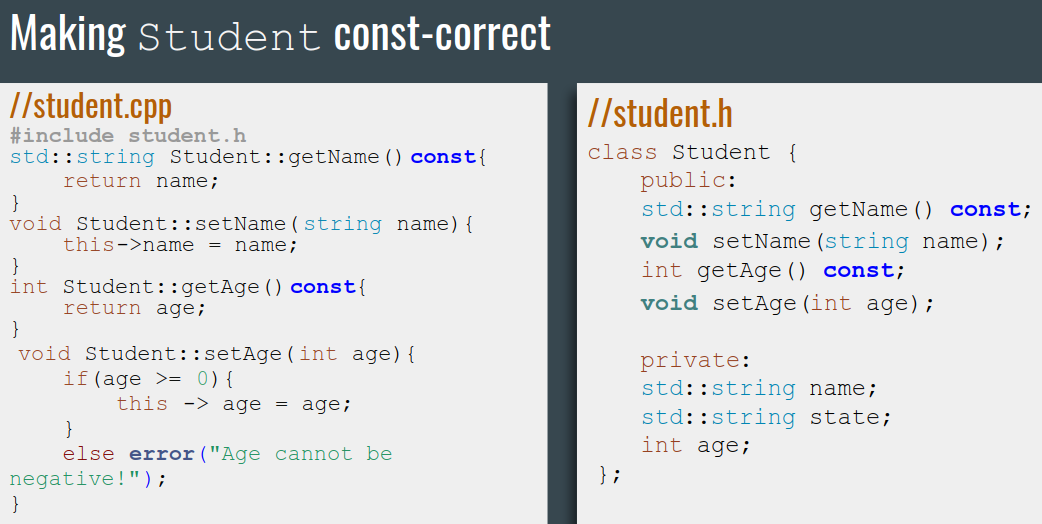 Making Student const-correct
//student.cpp
#include student.h
std::string Student::getName() const{
return name;
}
void Student::setName(string name){
this->name = name;
}
int Student::getAge() const{
return age;
}
void Student::setAge(int age){
if(age >= 0){
this -> age = age;
}
else error("Age cannot be
negative!");
}
//student.h
class Student {
public:
std::string getName() const;
void setName(string name);
int getAge() const;
void setAge(int age);
private:
std::string name;
std::string state;
int age;
};